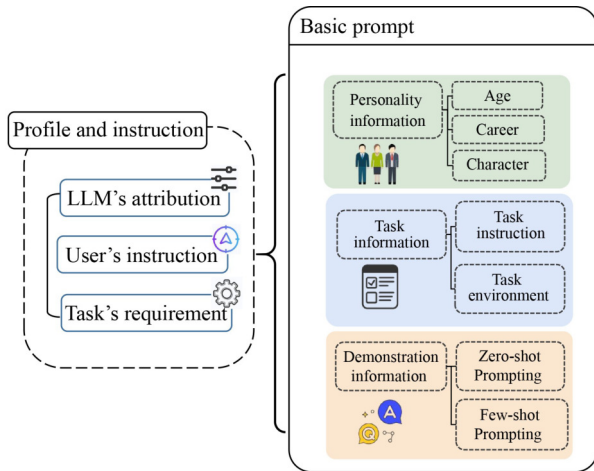 Basic prompt
Profile and instruction
LLM's attribution
User's instruction
Task's requirement
Personality
information
Age
Career
Character
Task
information
Task
instruction
Task
environment
Demonstration
information
Zero-shot
Prompting
Few-shot
Prompting
A
Q